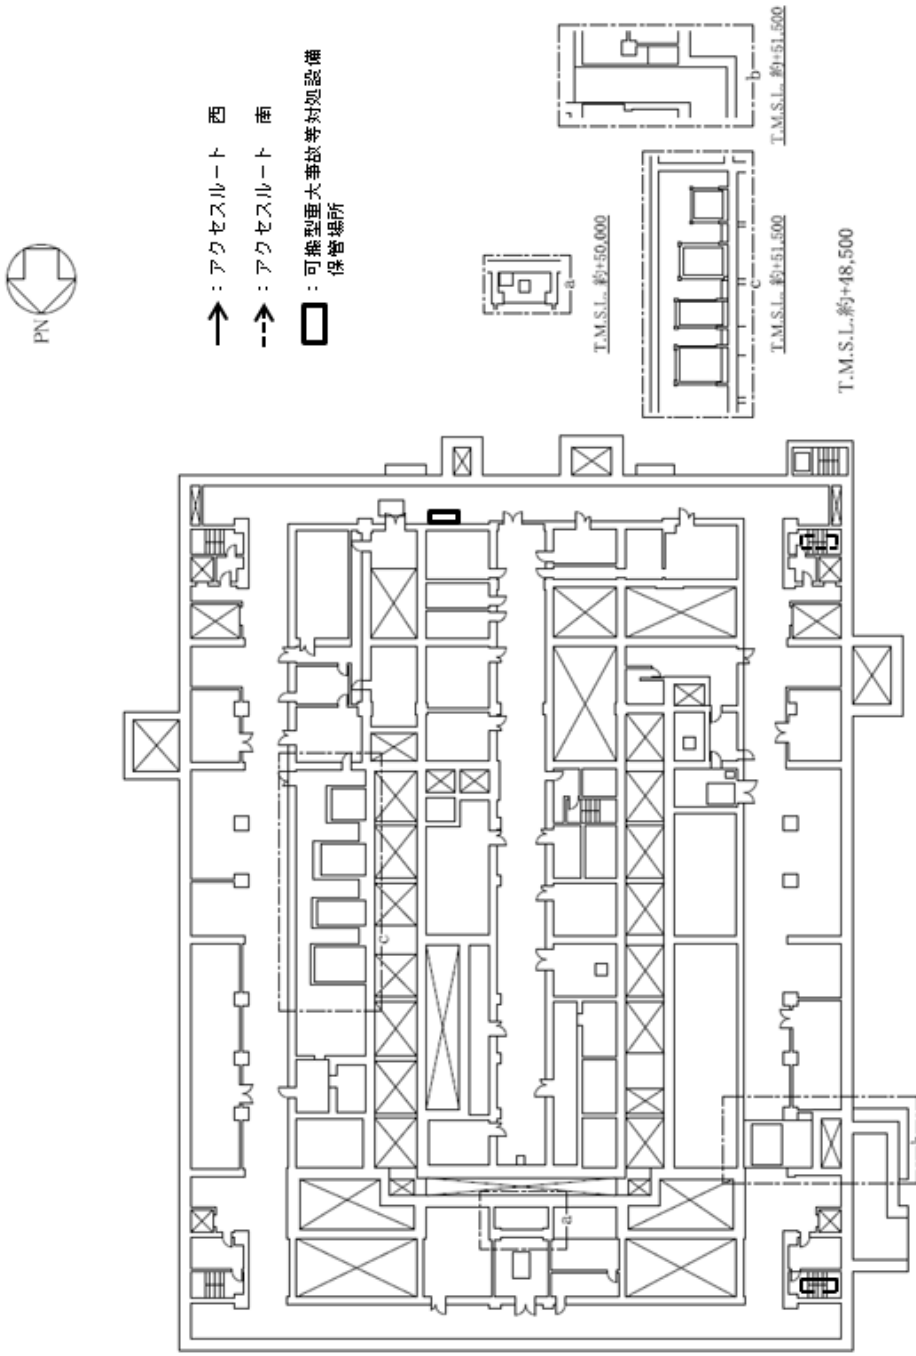 PN
: アクセスルート 西
: アクセスルート 南
: 可搬型重大事故等対処設備
保管場所
b
T.M.S.L. 約+51,500
a
T.M.S.L. 約+50,000
c
T.M.S.L. 約+51,500
T.M.S.L.約+48,500
c
a